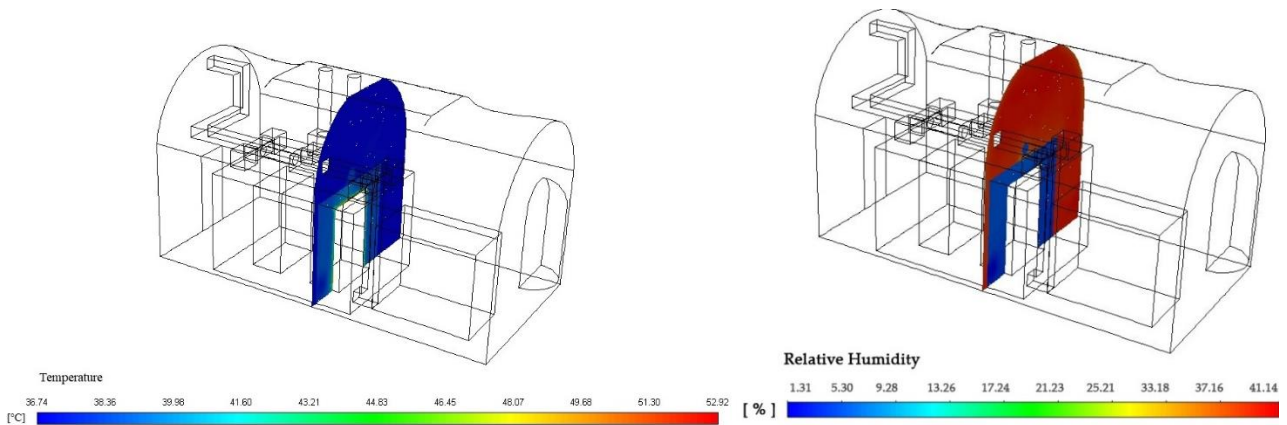 Temperature
36.74 38.36 39.98 41.60 43.21 44.83 46.45 48.07 49.68 51.30 52.92
[°C]
Relative Humidity
1.31 5.30 9.28 13.26 17.24 21.23 25.21 33.18 37.16 41.14
[ % ]